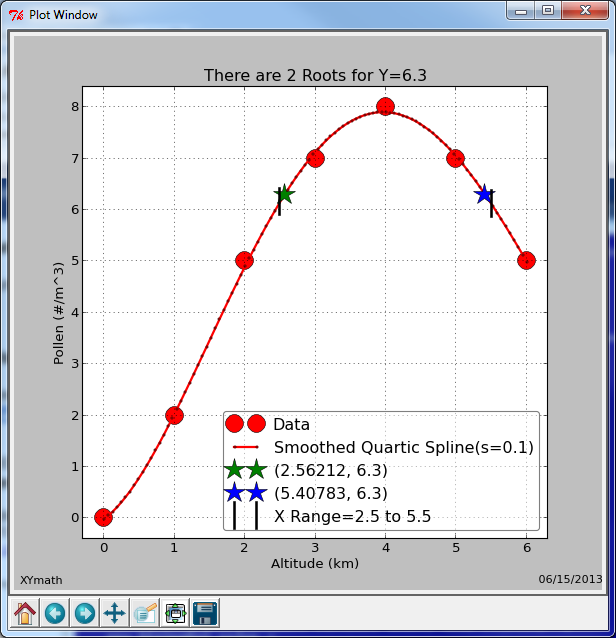 Plot Window
There are 2 Roots for Y=6.3
8
7
6
5
4
3
2
1
0
Pollen (#/m^3)
Data
Smoothed Quartic Spline(s=0.1)
(2.56212, 6.3)
(5.40783, 6.3)
X Range=2.5 to 5.5
0 1 2 3 4 5 6
Altitude (km)
XYmath
06/15/2013